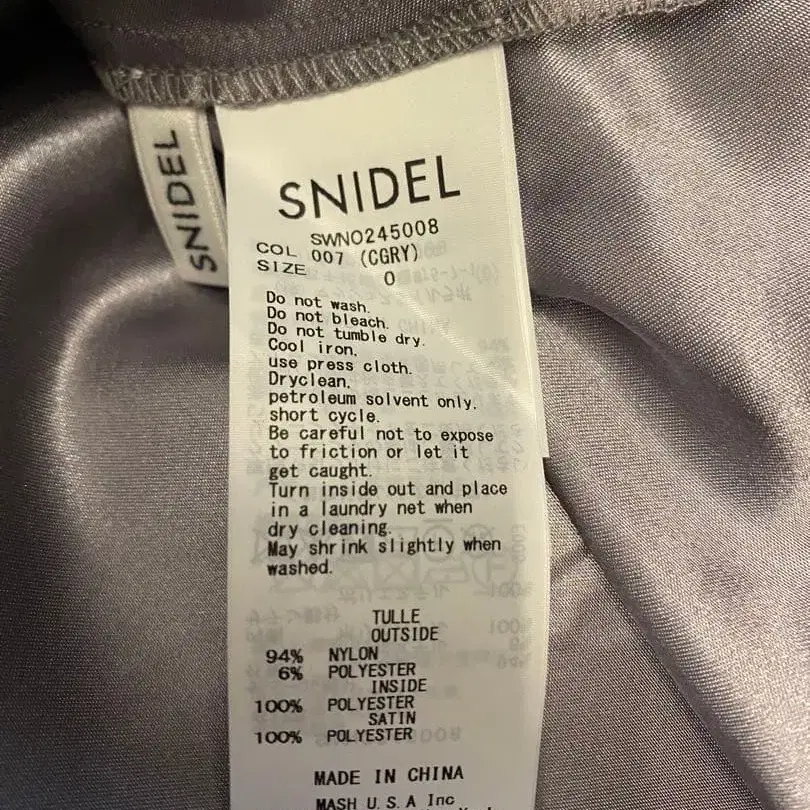 SNIDEL
SNIDEL
SWNO245008
COL 007 (CGRY)
SIZE 0
Do not wash.
Do not bleach.
Do not tumble dry.
Cool iron.
use press cloth.
Dryclean.
petroleum solvent only.
short cycle.
Be careful not to expose
to friction or let it
get caught.
Turn inside out and place
in a laundry net when
dry cleaning.
May shrink slightly when
washed.
TULLE
OUTSIDE
94% NYLON
6% POLYESTER
INSIDE
100% POLYESTER
SATIN
100% POLYESTER
MADE IN CHINA
MASH U.S.A Inc